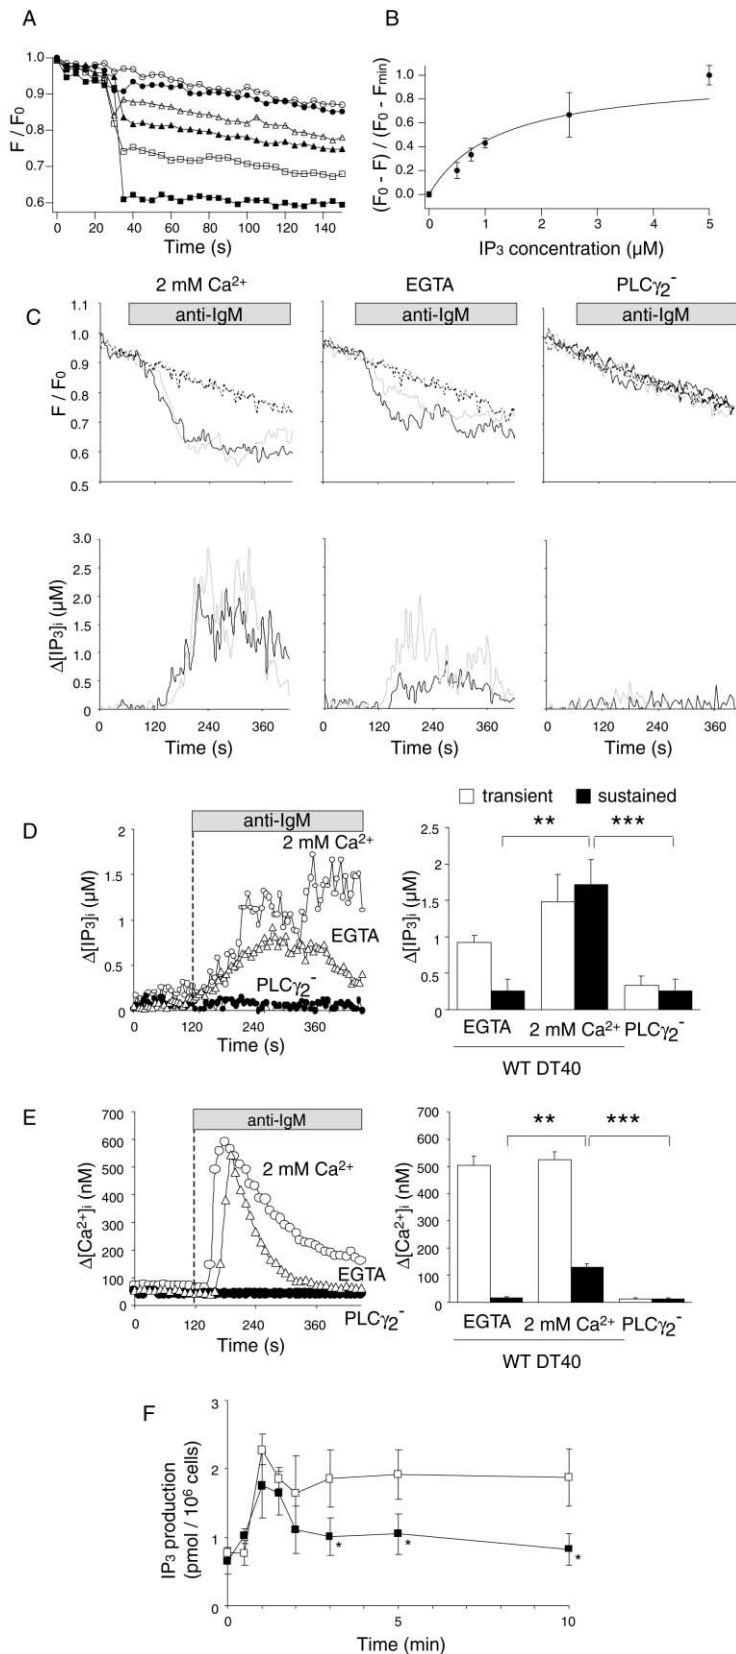 A
B
F / F0
1.0
0.9
0.8
0.7
0.6
0 20 40 60 80 100 120 140
Time (s)
(F0 - F) / (F0 - Fmin)
1.2
1.0
0.8
0.6
0.4
0.2
0.0
0 1 2 3 4 5
IP3 concentration (μM)
C
2 mM Ca2+
EGTA
PLCγ2-
anti-IgM
anti-IgM
anti-IgM
F / F0
1.1
1.0
0.9
0.8
0.7
0.6
0.5
Δ[IP3]i (μM)
3.0
2.5
2.0
1.5
1.0
0.5
0
0 120 240 360
0 120 240 360
0 120 240 360
Time (s)
Time (s)
Time (s)
D
anti-IgM
2 mM Ca2+
EGTA
PLCγ2-
Δ[IP3]i (μM)
2
1.5
1
0.5
0
0 120 240 360
Time (s)
transient
sustained
** ***
Δ[IP3]i (μM)
2.5
2
1.5
1
0.5
0
EGTA 2 mM Ca2+ PLCγ2-
WT DT40
E
anti-IgM
2 mM Ca2+
EGTA
PLCγ2-
Δ[Ca2+]i (nM)
700
600
500
400
300
200
100
0
0 120 240 360
Time (s)
** ***
Δ[Ca2+]i (nM)
700
600
500
400
300
200
100
0
EGTA 2 mM Ca2+ PLCγ2-
WT DT40
F
IP3 production
(pmol / 106 cells)
3
2
1
0
* * *
0 5 10
Time (min)